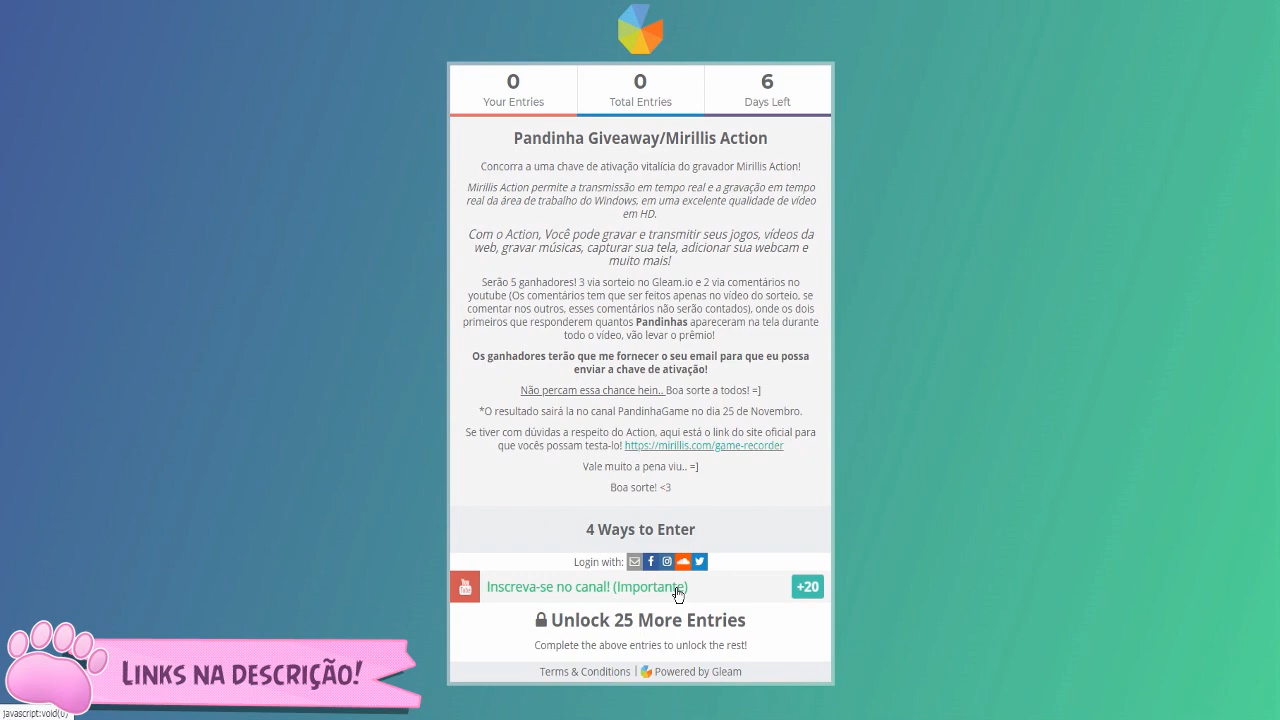 0
Your Entries
0
Total Entries
6
Days Left
Pandinha Giveaway/Mirillis Action
Concorra a uma chave de ativação vitalícia do gravador Mirillis Action!
Mirillis Action permite a transmissão em tempo real e a gravação em tempo
real da área de trabalho do Windows, em uma excelente qualidade de vídeo
em HD.
Com o Action, Você pode gravar e transmitir seus jogos, vídeos da
web, gravar músicas, capturar sua tela, adicionar sua webcam e
muito mais!
Serão 5 ganhadores! 3 via sorteio no Gleam.io e 2 via comentários no
youtube (Os comentários tem que ser feitos apenas no vídeo do sorteio, se
comentar nos outros, esses comentários não serão contados), onde os dois
primeiros que responderem quantos Pandinhas apareceram na tela durante
todo o vídeo, vão levar o prêmio!
Os ganhadores terão que me fornecer o seu email para que eu possa
enviar a chave de ativação!
Não percam essa chance hein.. Boa sorte a todos! =]
*O resultado sairá la no canal PandinhaGame no dia 25 de Novembro.
Se tiver com dúvidas a respeito do Action, aqui está o link do site oficial para
que vocês possam testa-lo! https://mirillis.com/game-recorder
Vale muito a pena viu.. =]
Boa sorte! <3
4 Ways to Enter
Login with:
Inscreva-se no canal! (Importante) +20
Unlock 25 More Entries
Complete the above entries to unlock the rest!
Terms & Conditions | Powered by Gleam
LINKS NA DESCRIÇÃO!
javascript:void(0)